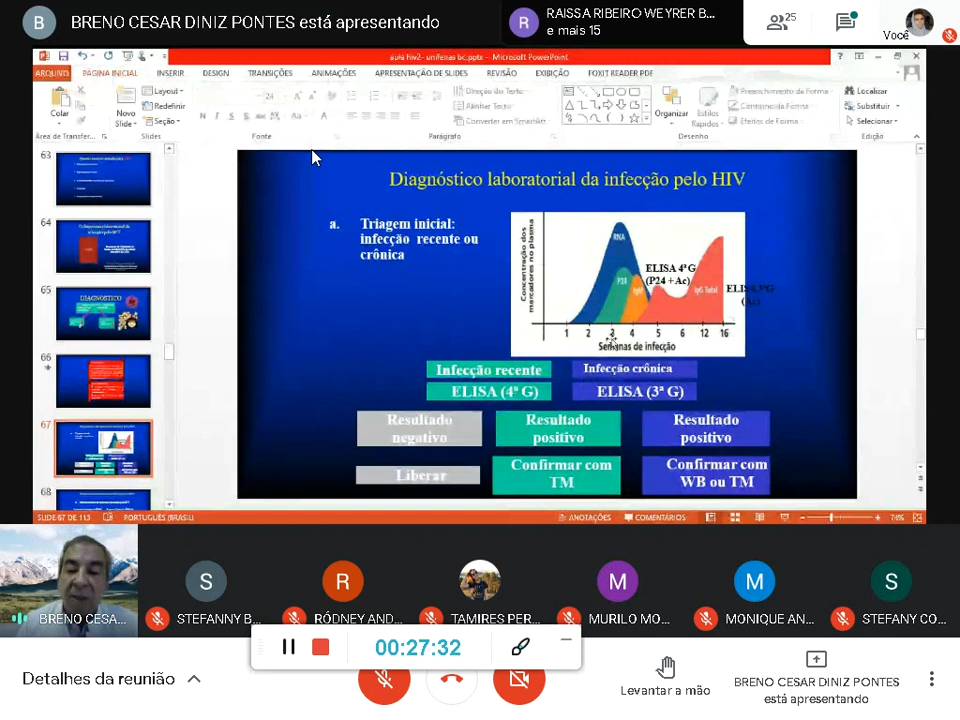 B
BRENO CESAR DINIZ PONTES está apresentando
R
RAISSA RIBEIRO WEYRER B...
e mais 15
25
Você
aula hiv2- unifenas bc.pptx - Microsoft PowerPoint
ARQUIVO
PÁGINA INICIAL
INSERIR
DESIGN
TRANSIÇÕES
ANIMAÇÕES
APRESENTAÇÃO DE SLIDES
REVISÃO
EXIBIÇÃO
FOXIT READER PDF
Colar
Novo
Slide
Layout
Redefinir
Seção
24
Direção do Texto
Alinhar Texto
Converter em SmartArt
Organizar
Estilos
Rápidos
Preenchimento da Forma
Contorno da Forma
Efeitos de Forma
Localizar
Substituir
Selecionar
Área de Transfer...
Slides
Fonte
Parágrafo
Desenho
Edição
63
64
65
DIAGNÓSTICO
66
67
68
Diagnóstico laboratorial da infecção pelo HIV
a. Triagem inicial:
infecção recente ou
crônica
Concentração dos
marcadores no plasma
RNA
P24
IgM
IgG Total
ELISA 4ª G
(P24 + Ac)
ELISA 3ª G
(Ac)
1 2 3 4 5 6 12 16
Semanas de infecção
Infecção recente
Infecção crônica
ELISA (4ª G)
ELISA (3ª G)
Resultado
negativo
Resultado
positivo
Resultado
positivo
Liberar
Confirmar com
TM
Confirmar com
WB ou TM
SLIDE 67 DE 113
PORTUGUÊS (BRASIL)
ANOTAÇÕES
COMENTÁRIOS
74%
BRENO CESA...
S
STEFANNY B...
R
RÓDNEY AND...
TAMIRES PER...
M
MURILO MO...
M
MONIQUE AN...
S
STEFANY CO...
00:27:32
Detalhes da reunião
Levantar a mão
BRENO CESAR DINIZ PONTES
está apresentando